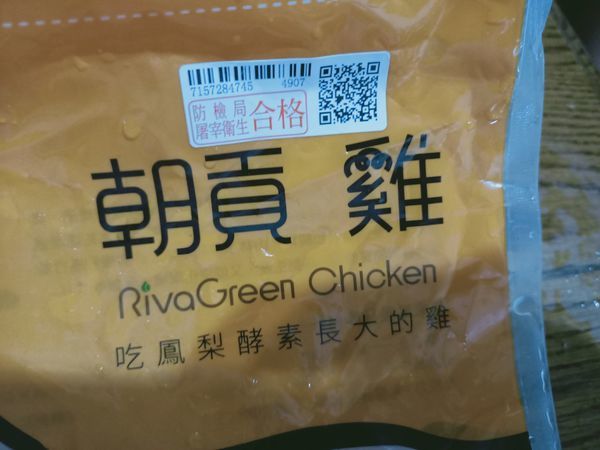 7157284745 4907
防檢局
屠宰衛生
合格
朝貢 雞
RivaGreen Chicken
吃鳳梨酵素長大的雞